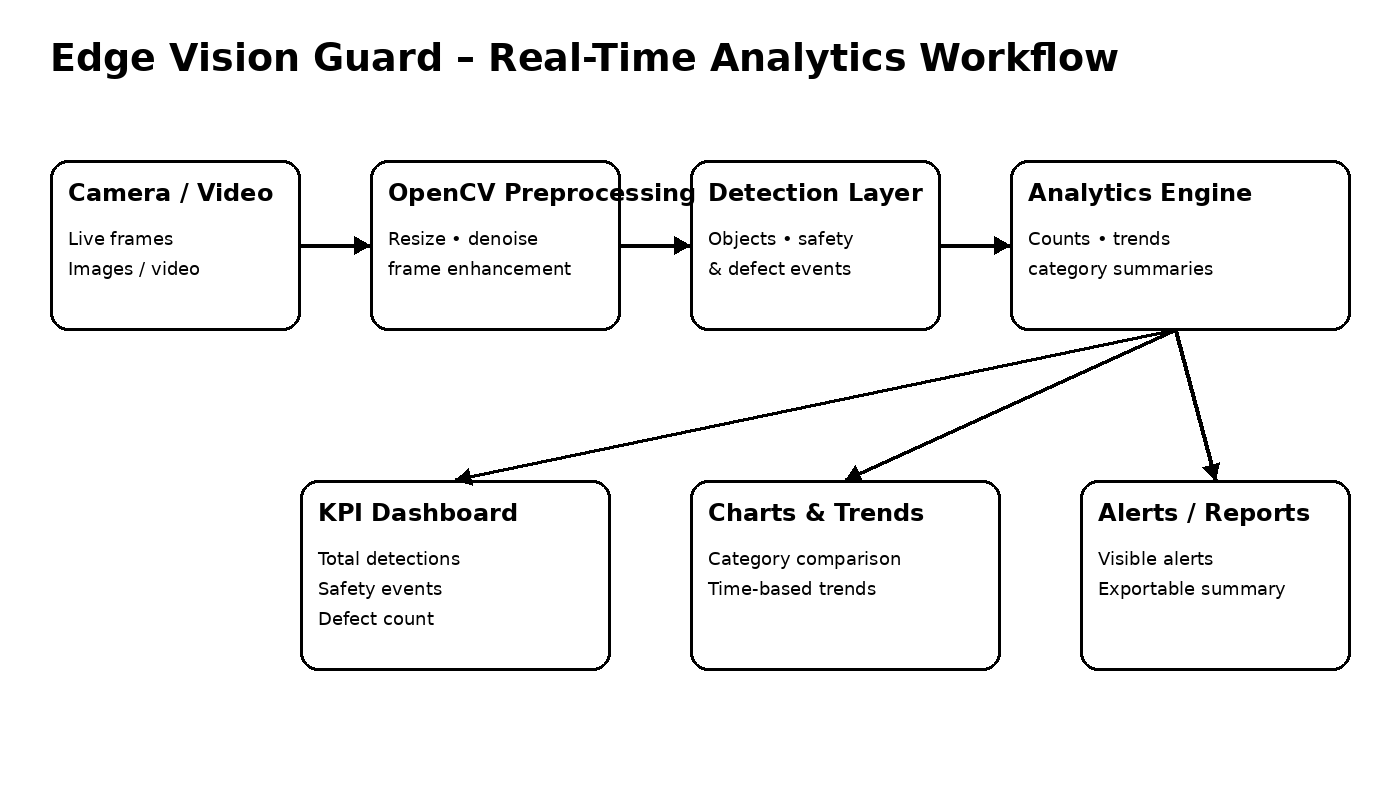 Edge Vision Guard – Real-Time Analytics Workflow
Camera / Video
Live frames
Images / video
OpenCV Preprocessing
Resize • denoise
frame enhancement
Detection Layer
Objects • safety
& defect events
Analytics Engine
Counts • trends
category summaries
KPI Dashboard
Total detections
Safety events
Defect count
Charts & Trends
Category comparison
Time-based trends
Alerts / Reports
Visible alerts
Exportable summary